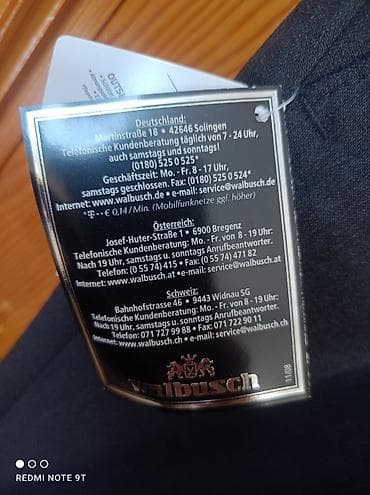 Deutschland:
Martinstraße 18 • 42646 Solingen
Telefonische Kundenberatung täglich von 7 - 24 Uhr,
auch samstags und sonntags!
(0180) 525 0 525*
Geschäftszeit: Mo. - Fr. 8 - 17 Uhr,
samstags geschlossen. Fax: (0180) 525 0 524*
Internet: www.walbusch.de • e-mail: service@walbusch.de
*T•• € 0,14/Min. (Mobilfunknetze ggf. höher)
Österreich:
Josef-Huter-Straße 1 • 6900 Bregenz
Telefonische Kundenberatung: Mo. - Fr. von 8 - 19 Uhr:
Nach 19 Uhr, samstags u. sonntags Anrufbeantworter.
Telefon: (0 55 74) 415 • Fax: (0 55 74) 471 82
Internet: www.walbusch.at • e-mail: service@walbusch.at
Schweiz:
Bahnhofstrasse 46 • 9443 Widnau SG
Telefonische Kundenberatung: Mo. - Fr. von 8 - 19 Uhr:
Nach 19 Uhr, samstags u. sonntags Anrufbeantworter.
Telefon: 071 727 99 88 • Fax: 071 722 90 11
Internet: www.walbusch.ch • e-mail: service@walbusch.ch
walbusch
11/08
REDMI NOTE 9T